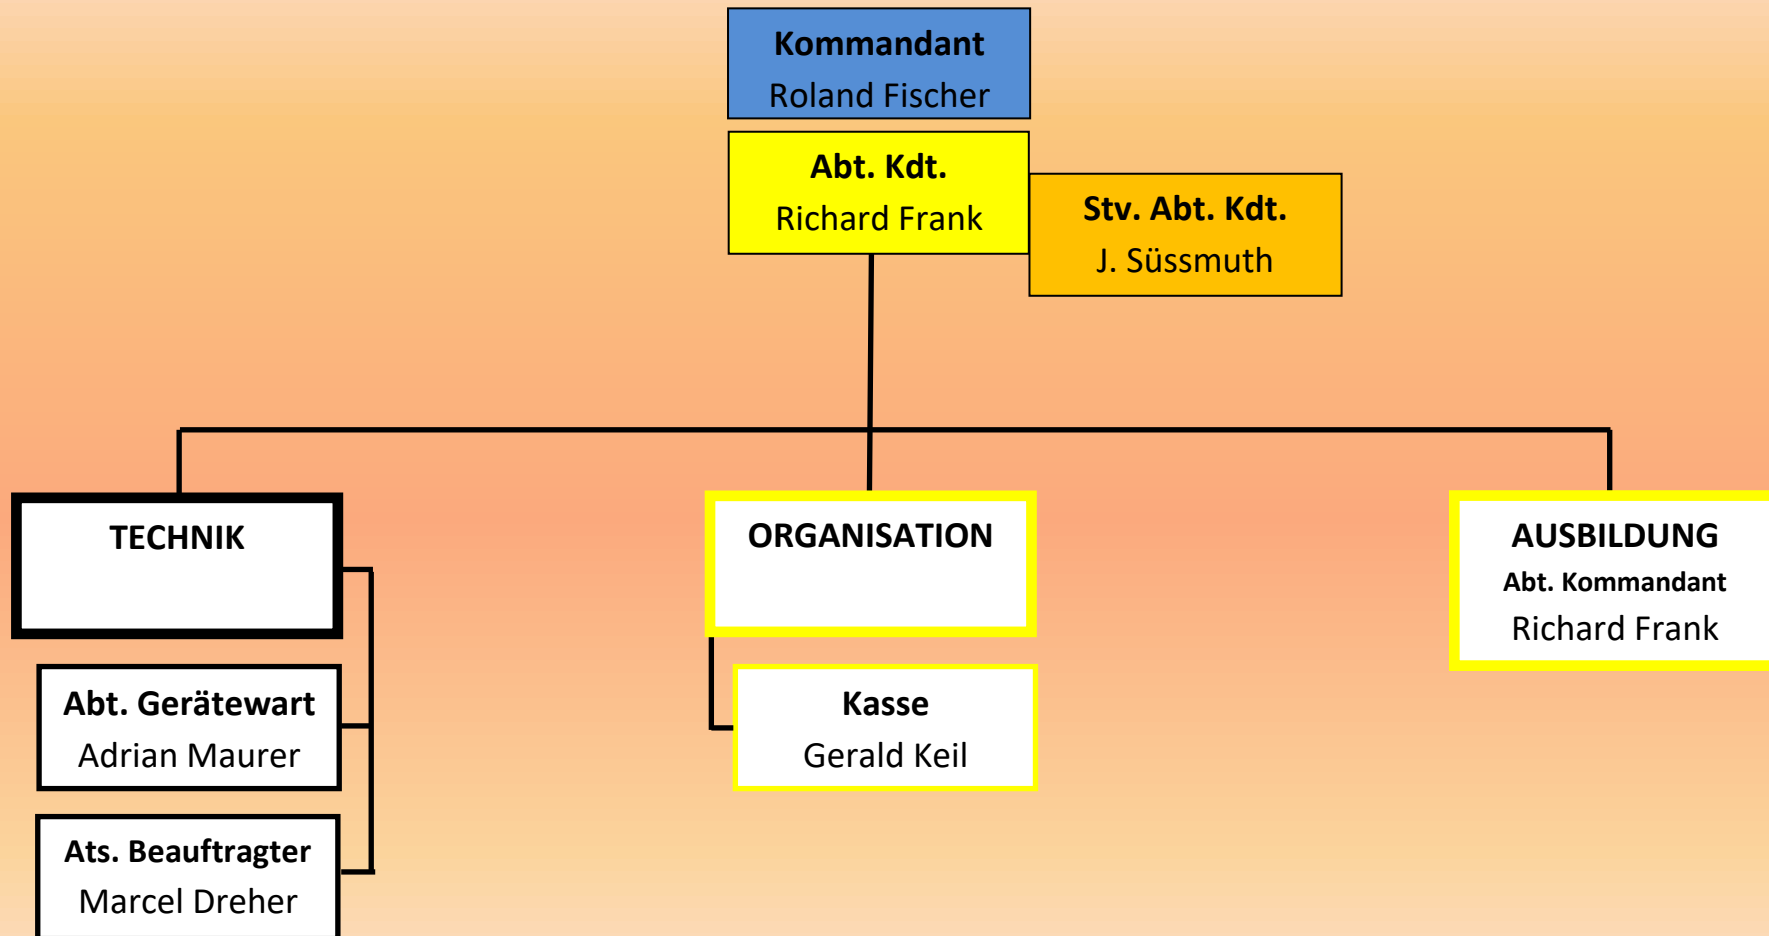 Kommandant
Roland Fischer
Abt. Kdt.
Richard Frank
Stv. Abt. Kdt.
J. Süssmuth
TECHNIK
Abt. Gerätewart
Adrian Maurer
Ats. Beauftragter
Marcel Dreher
ORGANISATION
Kasse
Gerald Keil
AUSBILDUNG
Abt. Kommandant
Richard Frank